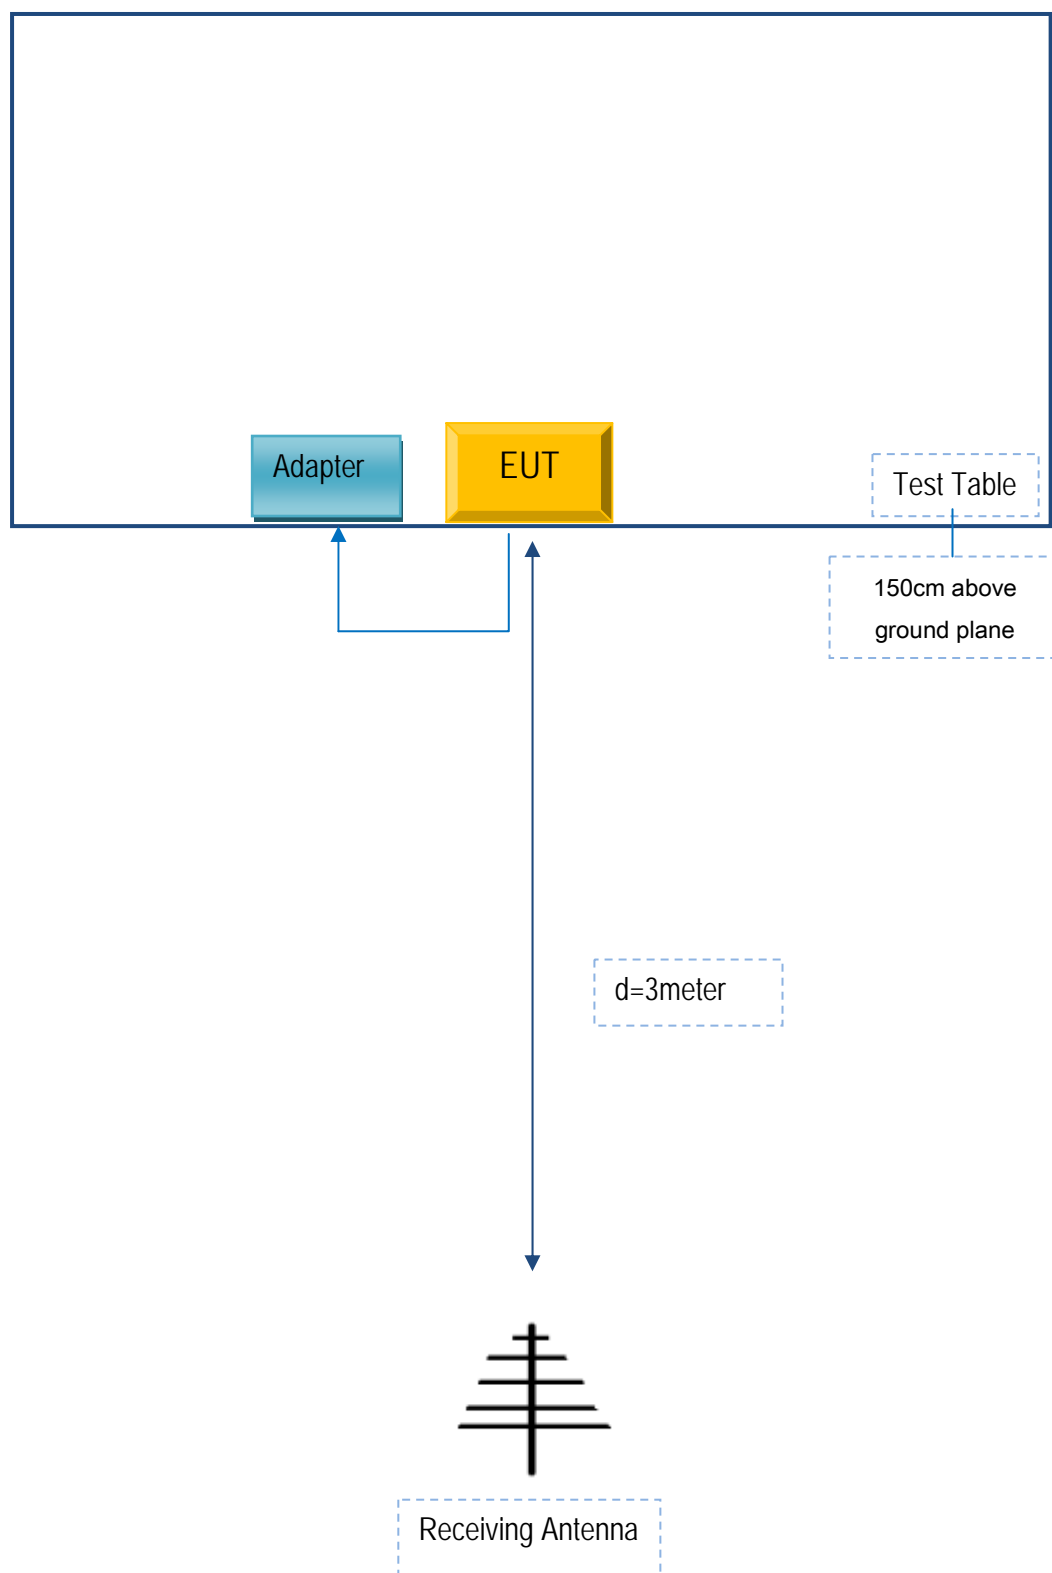 Adapter
EUT
Test Table
150cm above
ground plane
d=3meter
Receiving Antenna